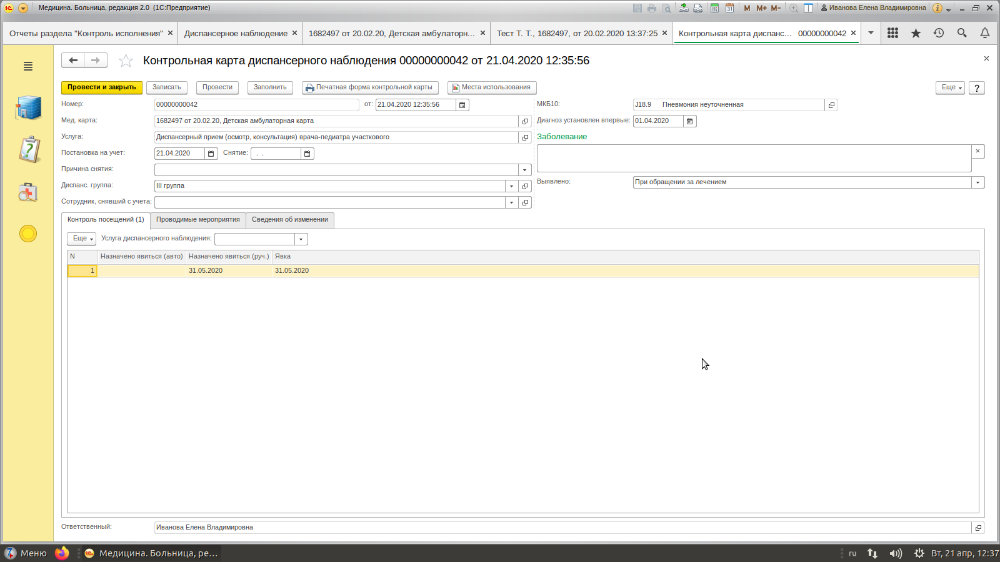 Медицина. Больница, редакция 2.0 (1С:Предприятие)
M M+ M-
Иванова Елена Владимировна
Отчеты раздела "Контроль исполнения"
Диспансерное наблюдение
1682497 от 20.02.20, Детская амбулаторн...
Тест Т. Т., 1682497, от 20.02.2020 13:37:25
Контрольная карта диспанс... 00000000042
Контрольная карта диспансерного наблюдения 00000000042 от 21.04.2020 12:35:56
Провести и закрыть
Записать
Провести
Заполнить
Печатная форма контрольной карты
Места использования
Еще
?
Номер: 00000000042 от: 21.04.2020 12:35:56
МКБ10: J18.9 Пневмония неуточненная
Мед. карта: 1682497 от 20.02.20, Детская амбулаторная карта
Диагноз установлен впервые: 01.04.2020
Услуга: Диспансерный прием (осмотр, консультация) врача-педиатра участкового
Заболевание
Постановка на учет: 21.04.2020 Снятие: . .
Причина снятия:
Диспанс. группа: III группа
Выявлено: При обращении за лечением
Сотрудник, снявший с учета:
Контроль посещений (1)
Проводимые мероприятия
Сведения об изменении
Еще
Услуга диспансерного наблюдения:
N Назначено явиться (авто) Назначено явиться (руч.) Явка
1 31.05.2020 31.05.2020
Ответственный: Иванова Елена Владимировна
Меню
Медицина. Больница, ре...
ru
Вт, 21 апр, 12:37